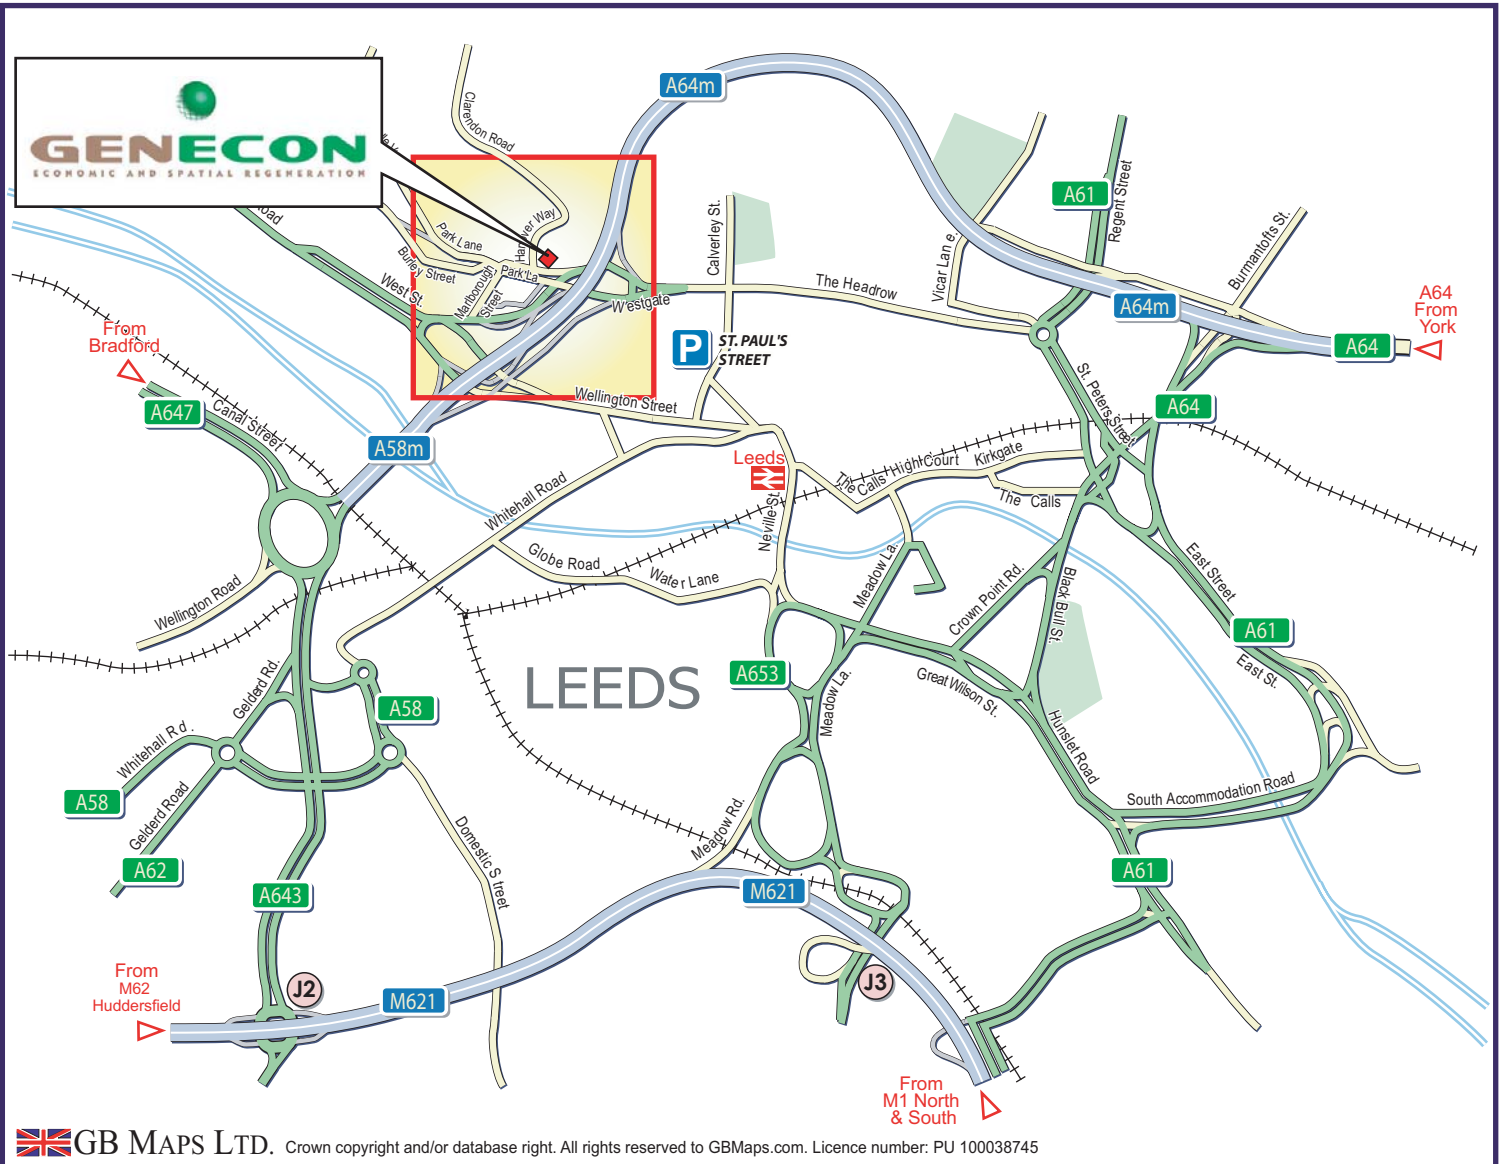 GENECON
ECONOMIC AND SPATIAL REGENERATION
A64m
Clarendon Road
A61
Regent Street
Burmantofts St.
Calverley St.
Vicar Lane.
Hanover Way
Park Lane
Burley Street
Park La
Marlborough
Street
West St.
Westgate
The Headrow
A64m
A64
From
York
A64
From
Bradford
P
ST. PAUL'S
STREET
St. Peters Street
A64
A647
Canal Street
Wellington Street
A58m
Leeds
The Calls
High Court
Kirkgate
The Calls
Whitehall Road
Neville St.
Globe Road
Water Lane
Meadow La.
Crown Point Rd.
Black Bull St.
East Street
Wellington Road
A61
East St.
LEEDS
A653
Gelderd Rd.
A58
Meadow La.
Great Wilson St.
Hunslet Road
Whitehall Rd.
A58
Gelderd Road
A62
South Accommodation Road
Meadow Rd.
Domestic Street
A61
A643
M621
From
M62
Huddersfield
J2
M621
J3
From
M1 North
& South
GB MAPS LTD. Crown copyright and/or database right. All rights reserved to GBMaps.com. Licence number: PU 100038745